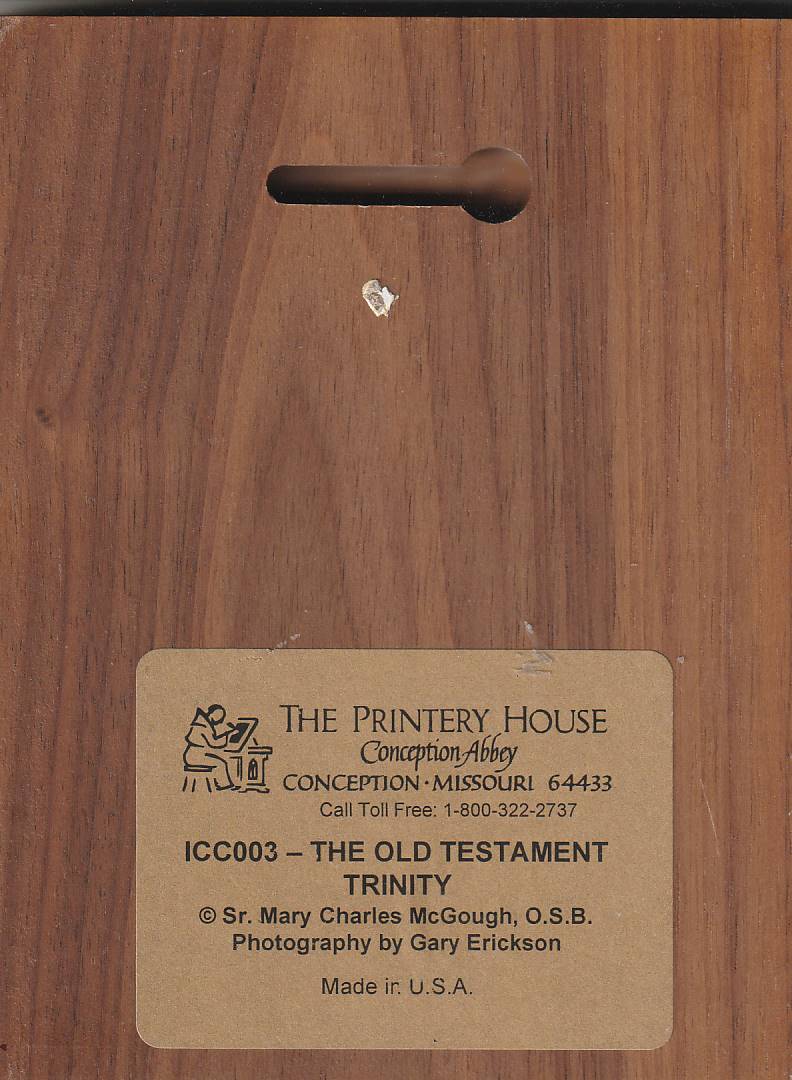 THE PRINTERY HOUSE
Conception Abbey
CONCEPTION · MISSOURI 64433
Call Toll Free: 1-800-322-2737
ICC003 – THE OLD TESTAMENT
TRINITY
© Sr. Mary Charles McGough, O.S.B.
Photography by Gary Erickson
Made in U.S.A.